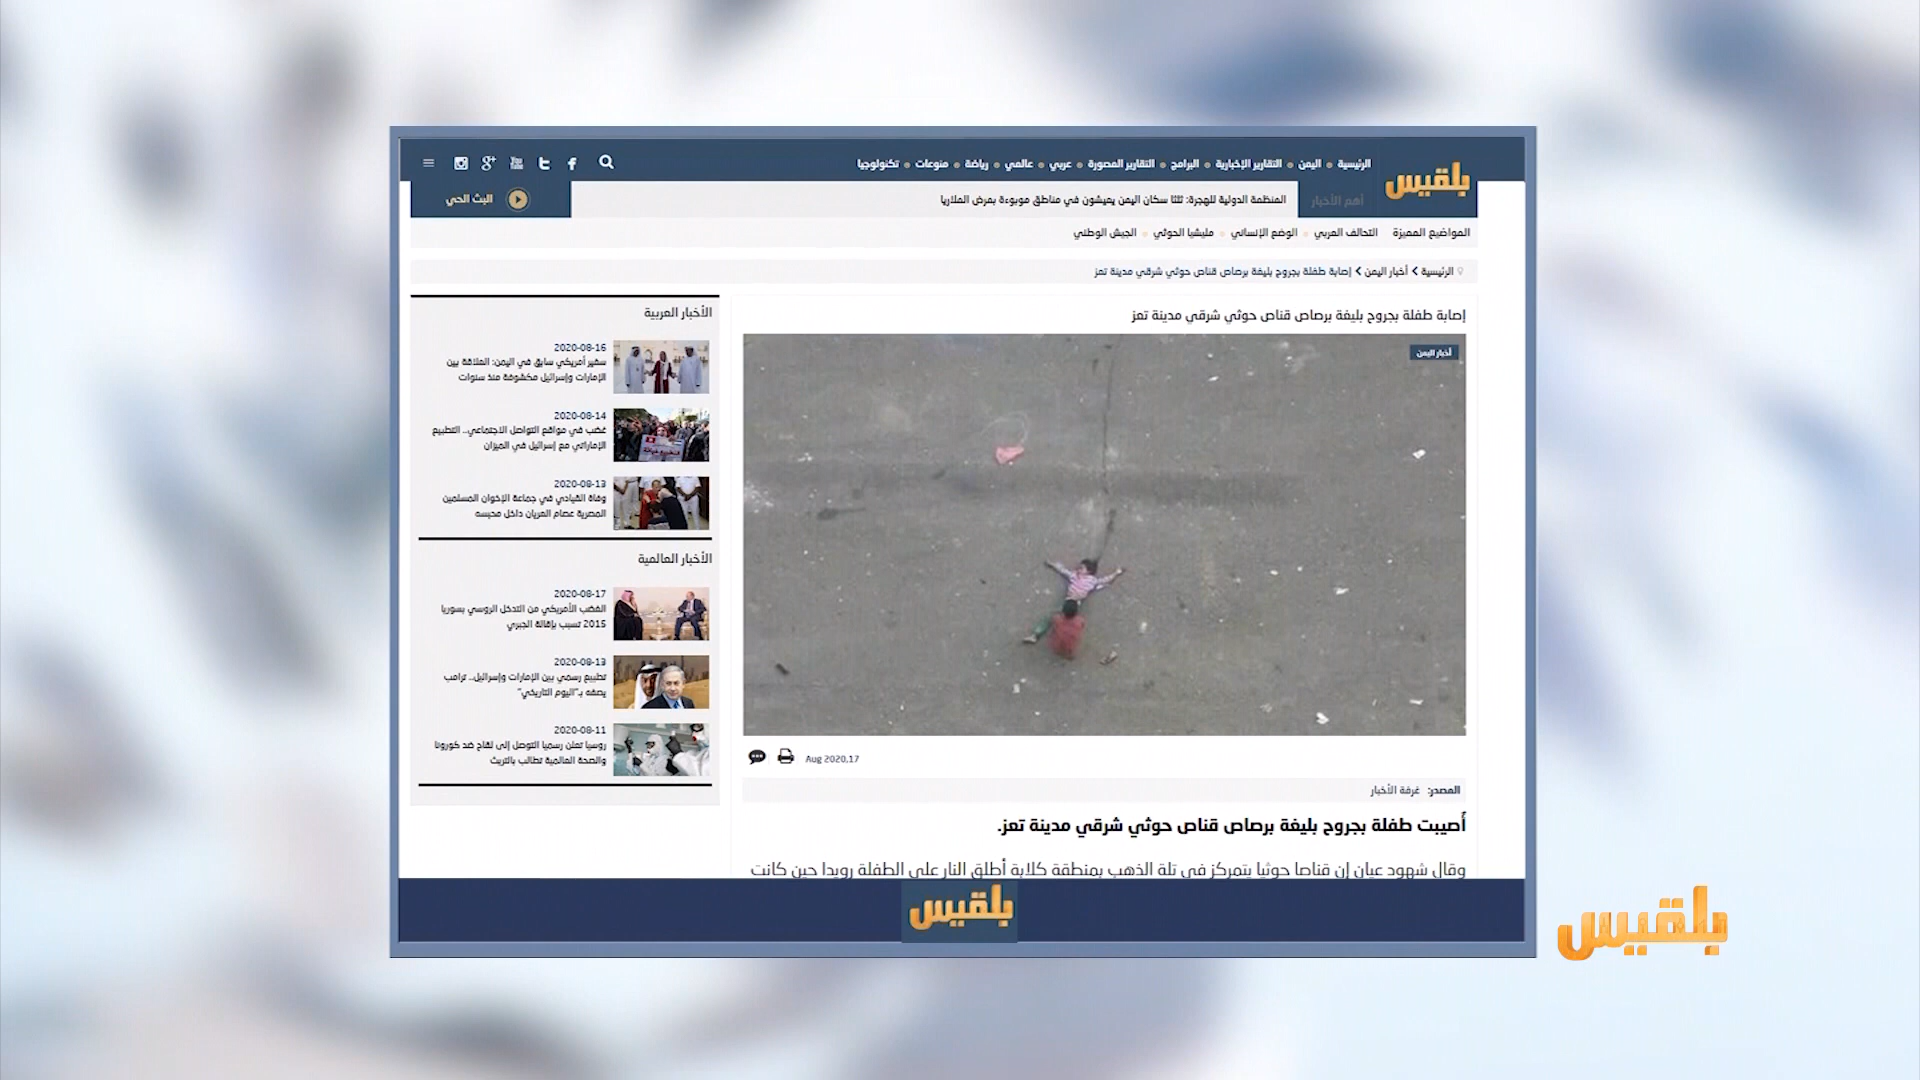 الرئيسية • اليمن • التقارير الإخبارية • البرامج • التقارير المصورة • عربي • عالمي • رياضة • منوعات • تكنولوجيا
بلقيس
أهم الأخبار
المنظمة الدولية للهجرة: ثلثا سكان اليمن يعيشون في مناطق موبوءة بمرض الملاريا
البث الحي
المواضيع المميزة التحالف العربي • الوضع الإنساني • مليشيا الحوثي • الجيش الوطني
الرئيسية > أخبار اليمن > إصابة طفلة بجروح بليغة برصاص قناص حوثي شرقي مدينة تعز
إصابة طفلة بجروح بليغة برصاص قناص حوثي شرقي مدينة تعز
أخبار اليمن
Aug 2020,17
المصدر: غرفة الأخبار
أُصيبت طفلة بجروح بليغة برصاص قناص حوثي شرقي مدينة تعز.
وقال شهود عيان إن قناصا حوثيا يتمركز في تلة الذهب بمنطقة كلابة أطلق النار على الطفلة رويدا حين كانت
الأخبار العربية
2020-08-16
سفير أمريكي سابق في اليمن: العلاقة بين
الإمارات وإسرائيل مكشوفة منذ سنوات
2020-08-14
غضب في مواقع التواصل الاجتماعي.. التطبيع
الإماراتي مع إسرائيل في الميزان
2020-08-13
وفاة القيادي في جماعة الإخوان المسلمين
المصرية عصام العريان داخل محبسه
الأخبار العالمية
2020-08-17
الغضب الأمريكي من التدخل الروسي بسوريا
2015 تسبب بإقالة الجبري
2020-08-13
تطبيع رسمي بين الإمارات وإسرائيل.. ترامب
يصفه بـ"اليوم التاريخي"
2020-08-11
روسيا تعلن رسميا التوصل إلى لقاح ضد كورونا
والصحة العالمية تطالب بالتريث
بلقيس
بلقيس